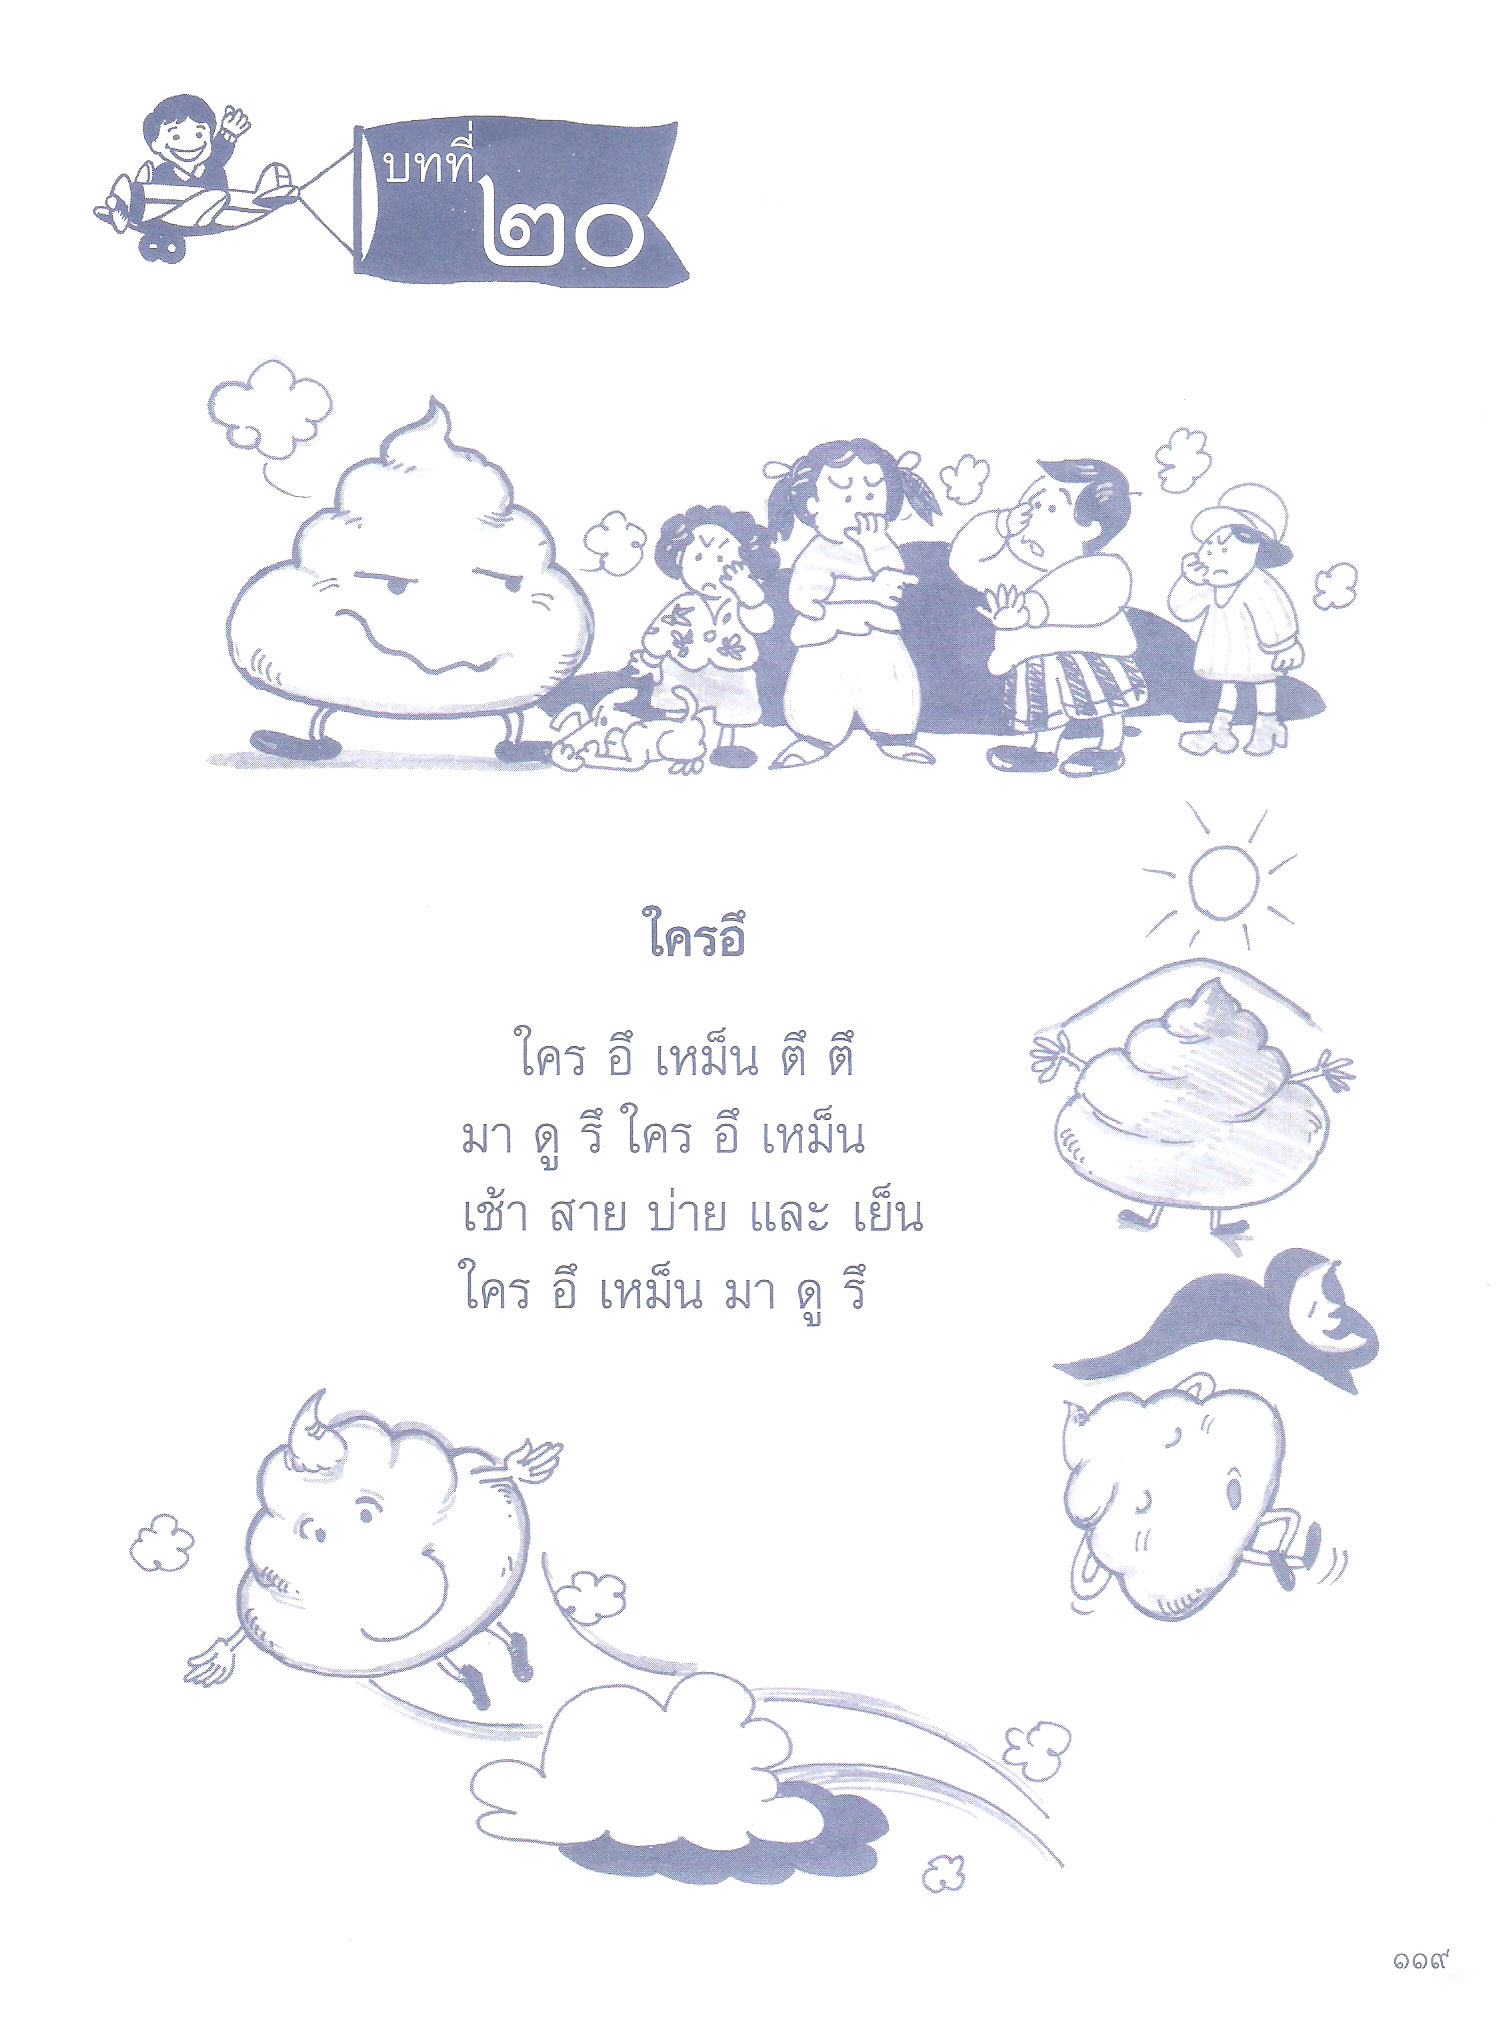 บทที่
๒๐
ใครอึ
ใคร อึ เหม็น ตึ ตึ
มา ดู รึ ใคร อึ เหม็น
เช้า สาย บ่าย และ เย็น
ใคร อึ เหม็น มา ดู รึ
๑๑๙